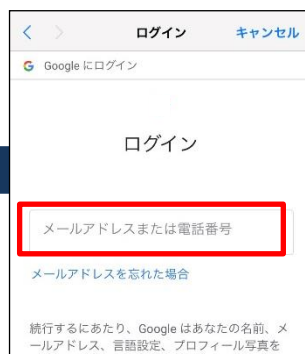 ログイン キャンセル
Google にログイン
ログイン
メールアドレスまたは電話番号
メールアドレスを忘れた場合
続行するにあたり、Google はあなたの名前、メ
ールアドレス、言語設定、プロフィール写真を